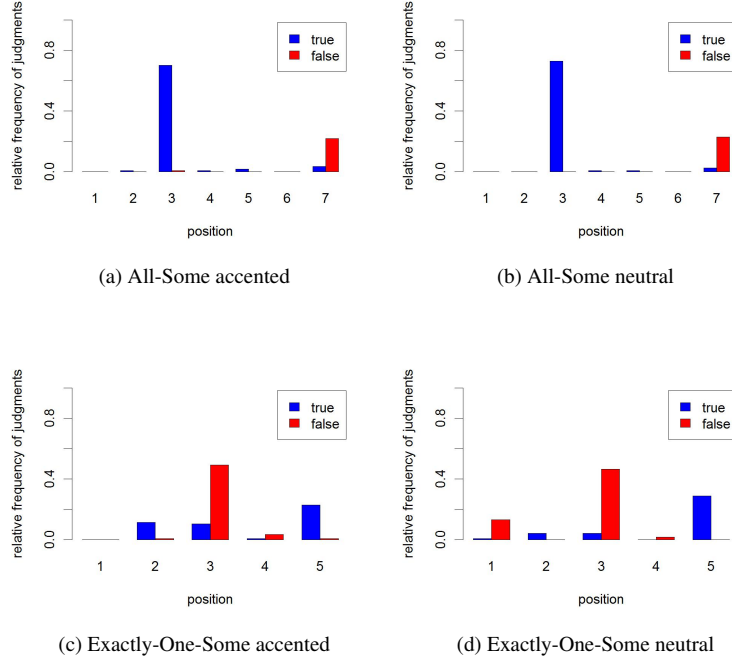 relative frequency of judgments
0.0 0.4 0.8
true
false
1 2 3 4 5 6 7
position
(a) All-Some accented
relative frequency of judgments
0.0 0.4 0.8
true
false
1 2 3 4 5 6 7
position
(b) All-Some neutral
relative frequency of judgments
0.0 0.4 0.8
true
false
1 2 3 4 5
position
(c) Exactly-One-Some accented
relative frequency of judgments
0.0 0.4 0.8
true
false
1 2 3 4 5
position
(d) Exactly-One-Some neutral